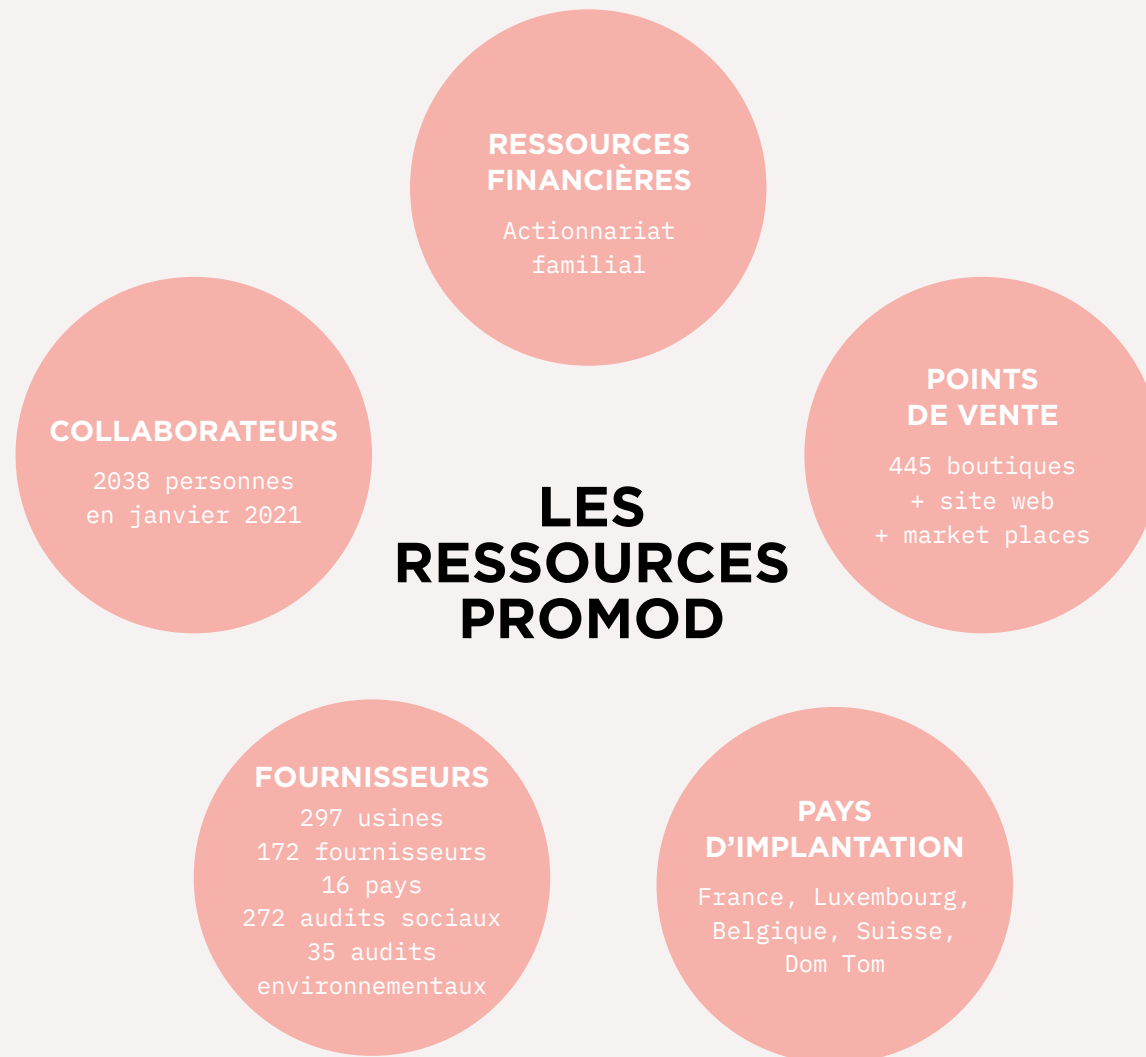 RESSOURCES
FINANCIÈRES
Actionnariat
familial
COLLABORATEURS
2038 personnes
en janvier 2021
POINTS
DE VENTE
445 boutiques
+ site web
+ market places
LES
RESSOURCES
PROMOD
FOURNISSEURS
297 usines
172 fournisseurs
16 pays
272 audits sociaux
35 audits
environnementaux
PAYS
D’IMPLANTATION
France, Luxembourg,
Belgique, Suisse,
Dom Tom